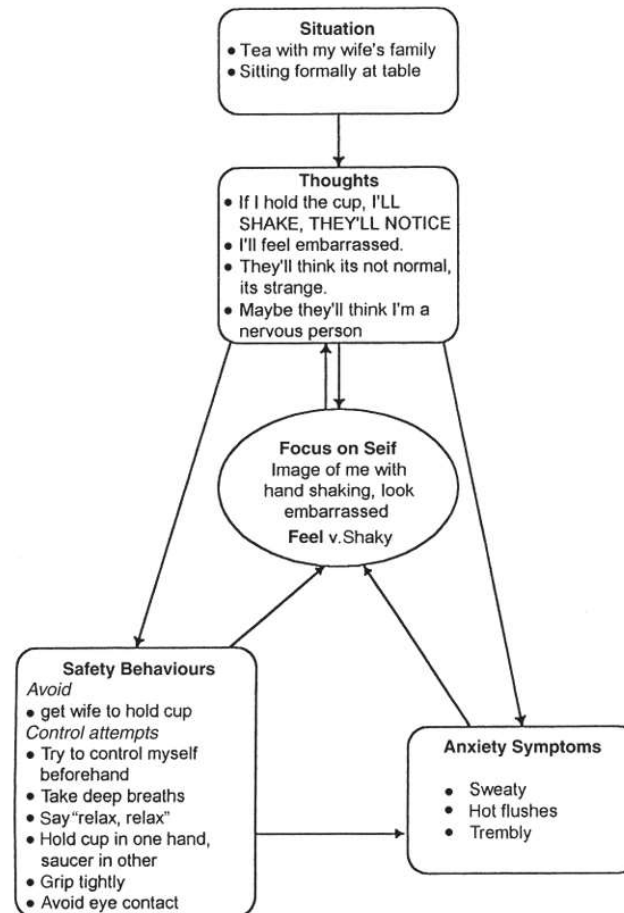 Situation
● Tea with my wife's family
● Sitting formally at table
Thoughts
● If I hold the cup, I'LL
SHAKE, THEY'LL NOTICE
● I'll feel embarrassed.
● They'll think its not normal,
its strange.
● Maybe they'll think I'm a
nervous person
Focus on Seif
Image of me with
hand shaking, look
embarrassed
Feel v.Shaky
Safety Behaviours
Avoid
● get wife to hold cup
Control attempts
● Try to control myself
beforehand
● Take deep breaths
● Say "relax, relax"
● Hold cup in one hand,
saucer in other
● Grip tightly
● Avoid eye contact
Anxiety Symptoms
● Sweaty
● Hot flushes
● Trembly